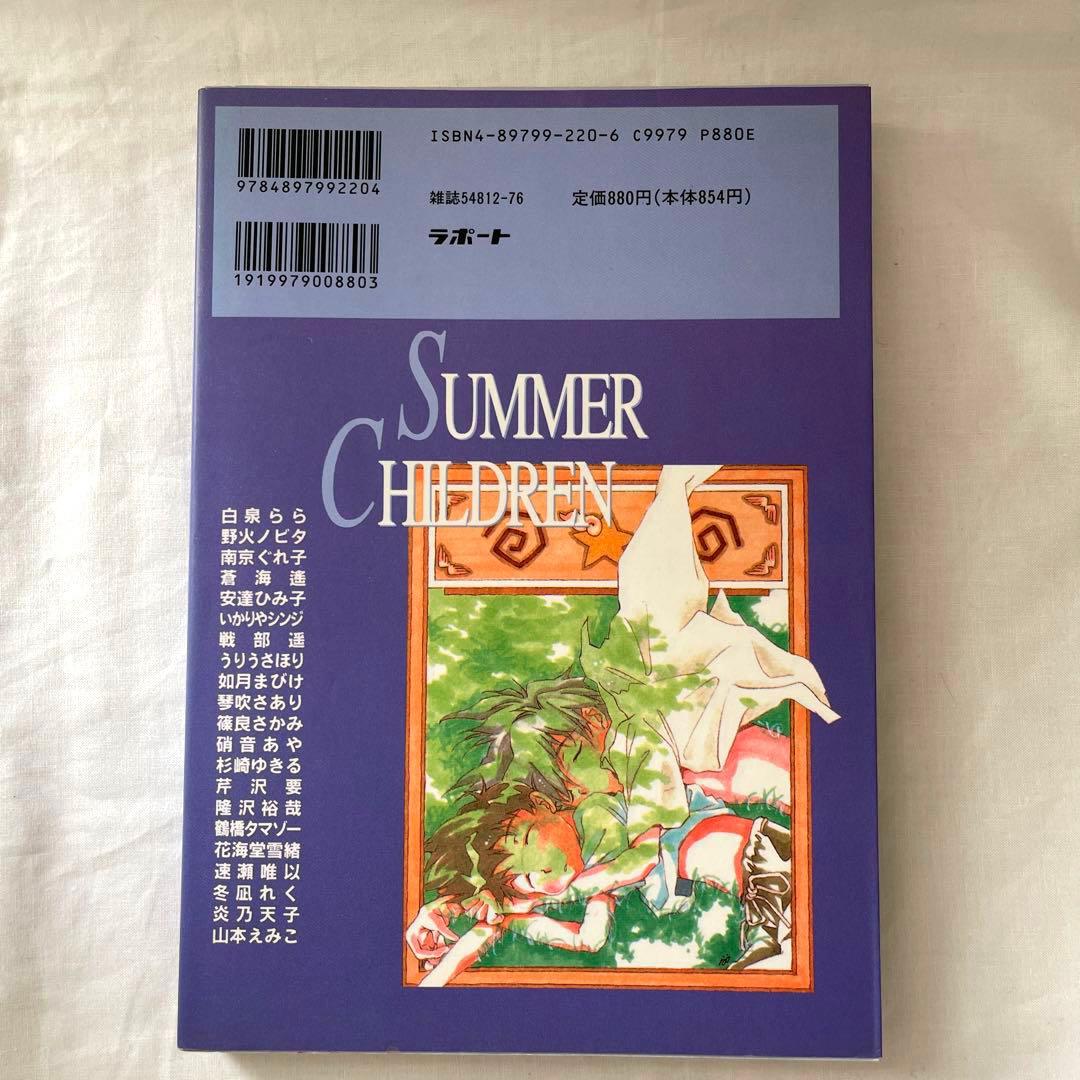 ISBN4-89799-220-6 C9979 P880E
9784897992204
雑誌54812-76 定価880円(本体854円)
ラポート
1919979008803
SUMMER
CHILDREN
白泉らら
野火ノビタ
南京ぐれ子
蒼海遙
安達ひみ子
いかりやシンジ
戦部遥
うりうさほり
如月まびけ
琴吹さあり
篠良さかみ
硝音あや
杉崎ゆきる
芹沢要
隆沢裕哉
鶴橋タマゾー
花海堂雪緒
速瀬唯以
冬凪れく
炎乃天子
山本えみこ